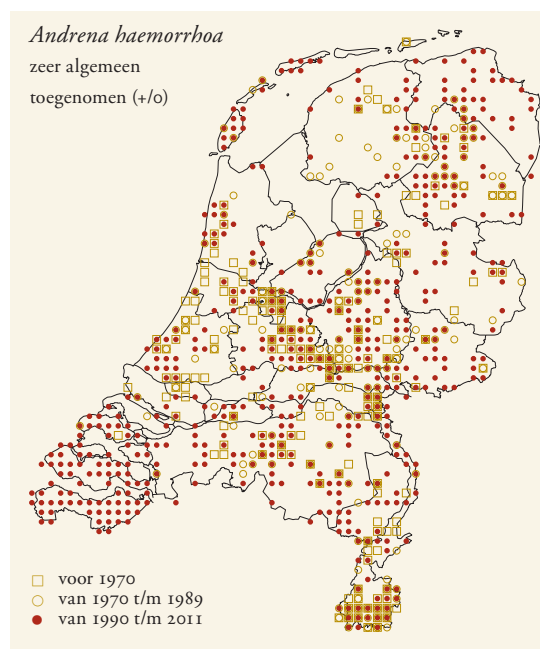 Andrena haemorrhoa
zeer algemeen
toegenomen (+/0)
voor 1970
van 1970 t/m 1989
van 1990 t/m 2011